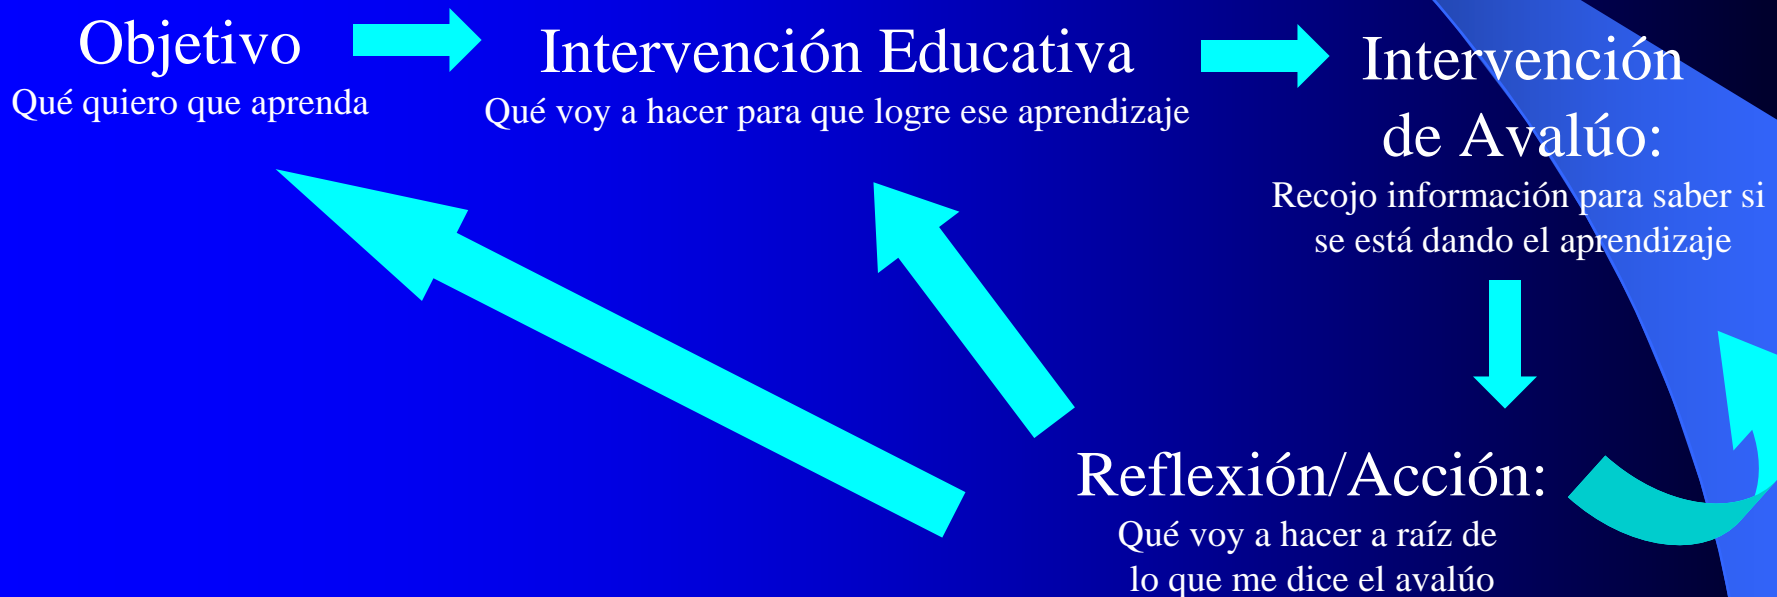 Objetivo
Qué quiero que aprenda
Intervención Educativa
Qué voy a hacer para que logre ese aprendizaje
Intervención
de Avalúo:
Recojo información para saber si
se está dando el aprendizaje
Reflexión/Acción:
Qué voy a hacer a raíz de
lo que me dice el avalúo